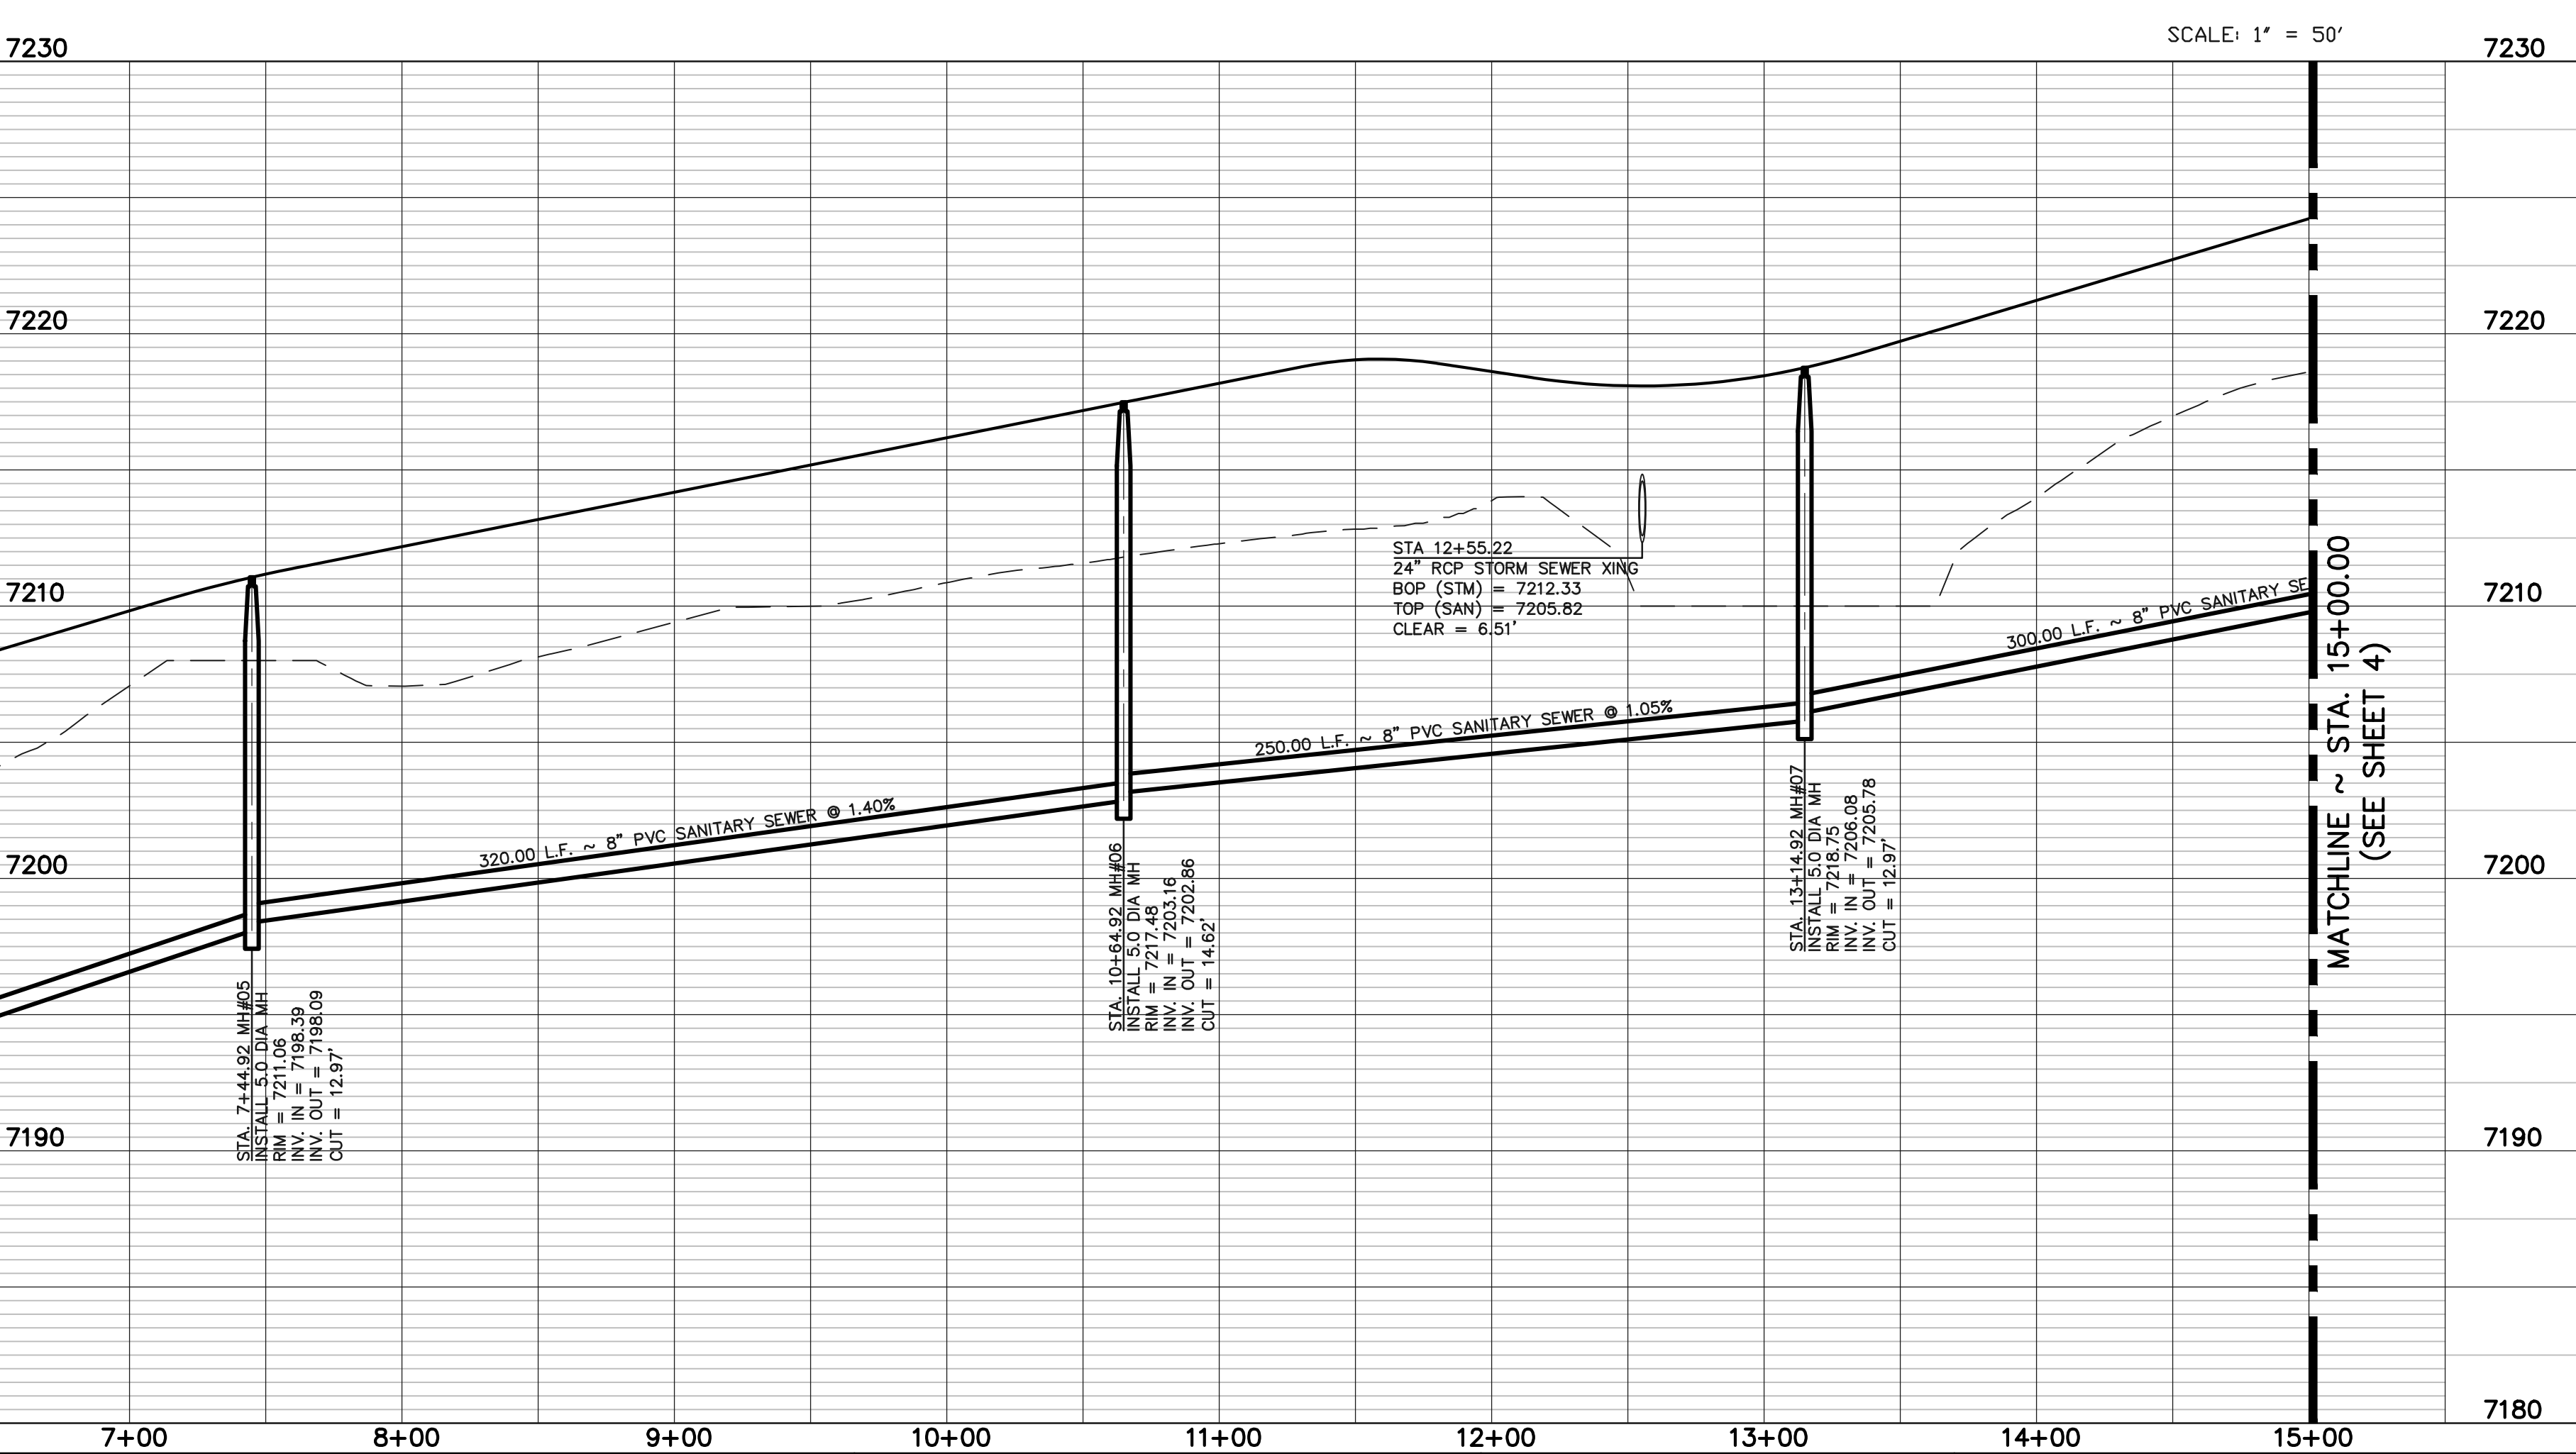 SCALE: 1" = 50'
7230
7230
7220
7220
7210
7210
7200
7200
7190
7190
7180
STA 12+55.22
24" RCP STORM SEWER XING
BOP (STM) = 7212.33
TOP (SAN) = 7205.82
CLEAR = 6.51'
320.00 L.F. ~ 8" PVC SANITARY SEWER @ 1.40%
250.00 L.F. ~ 8" PVC SANITARY SEWER @ 1.05%
300.00 L.F. ~ 8" PVC SANITARY SE
STA. 7+44.92 MH#05
INSTALL 5.0 DIA MH
RIM = 7211.06
INV. IN = 7198.39
INV. OUT = 7198.09
CUT = 12.97'
STA. 10+64.92 MH#06
INSTALL 5.0 DIA MH
RIM = 7217.48
INV. IN = 7203.16
INV. OUT = 7202.86
CUT = 14.62'
STA. 13+14.92 MH#07
INSTALL 5.0 DIA MH
RIM = 7218.75
INV. IN = 7206.08
INV. OUT = 7205.78
CUT = 12.97'
MATCHLINE ~ STA. 15+00.00
(SEE SHEET 4)
7+00
8+00
9+00
10+00
11+00
12+00
13+00
14+00
15+00